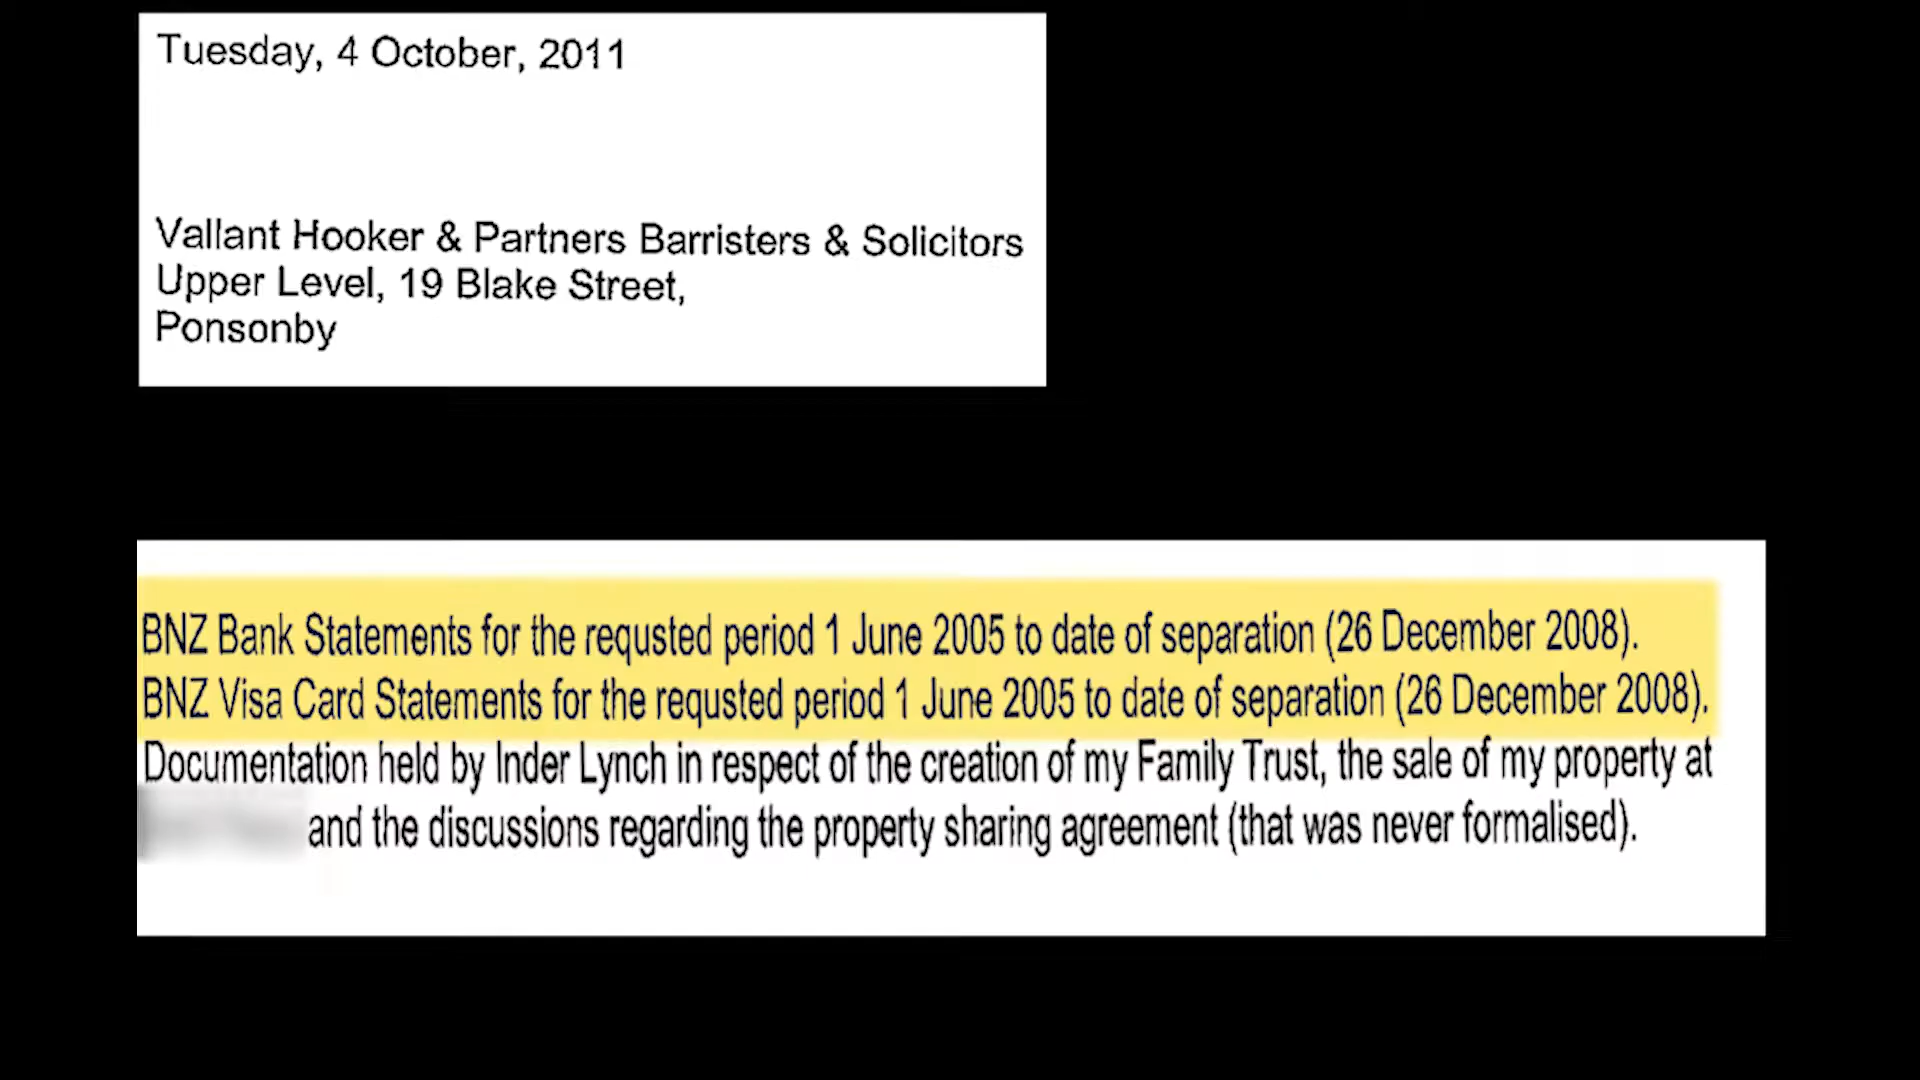 Tuesday, 4 October, 2011
Vallant Hooker & Partners Barristers & Solicitors
Upper Level, 19 Blake Street,
Ponsonby
BNZ Bank Statements for the requsted period 1 June 2005 to date of separation (26 December 2008).
BNZ Visa Card Statements for the requsted period 1 June 2005 to date of separation (26 December 2008).
Documentation held by Inder Lynch in respect of the creation of my Family Trust, the sale of my property at
and the discussions regarding the property sharing agreement (that was never formalised).